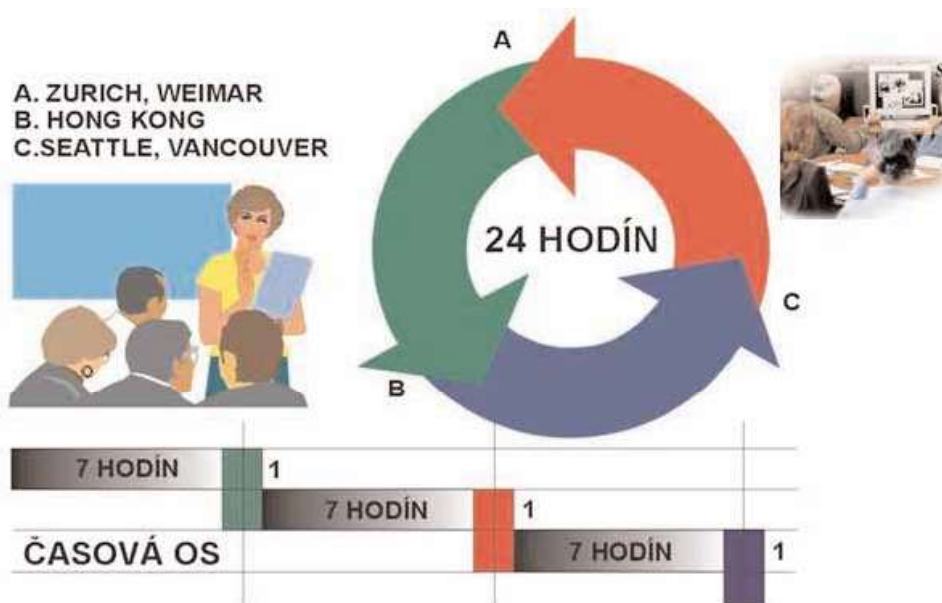 A
A. ZURICH, WEIMAR
B. HONG KONG
C.SEATTLE, VANCOUVER
24 HODÍN
C
B
7 HODÍN 1
7 HODÍN 1
ČASOVÁ OS 7 HODÍN 1